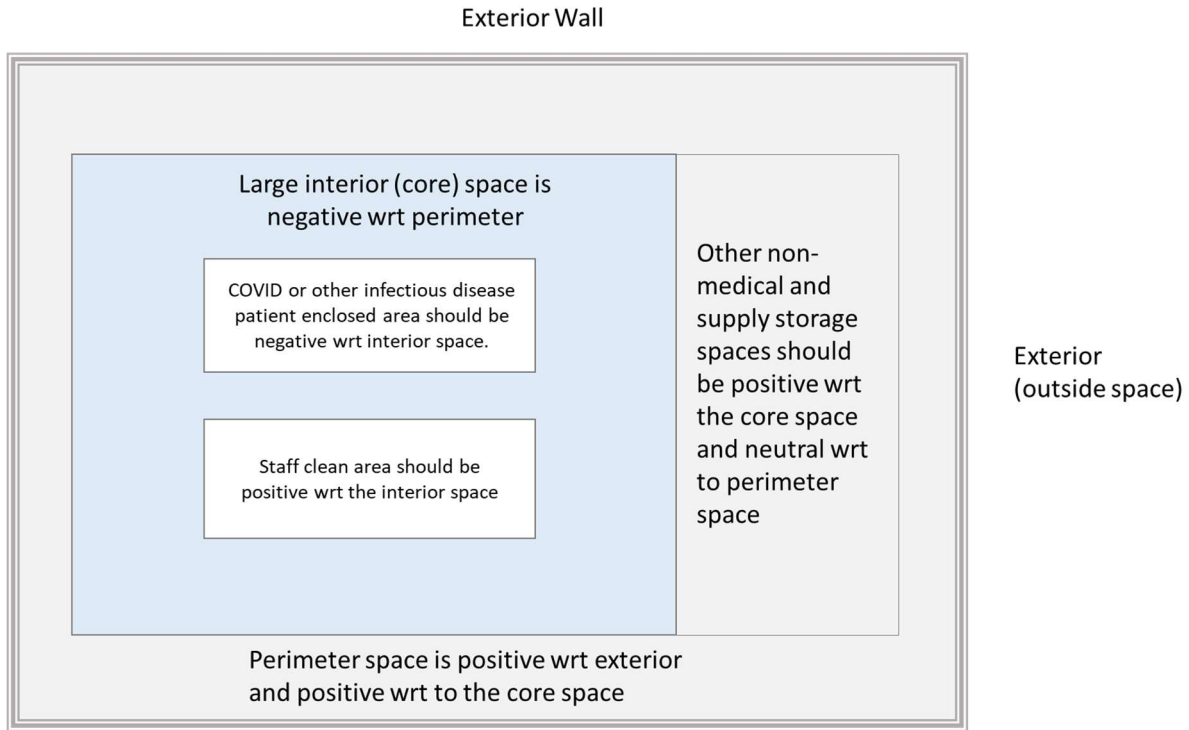 Exterior Wall
Large interior (core) space is
negative wrt perimeter
COVID or other infectious disease
patient enclosed area should be
negative wrt interior space.
Staff clean area should be
positive wrt the interior space
Other non-
medical and
supply storage
spaces should
be positive wrt
the core space
and neutral wrt
to perimeter
space
Exterior
(outside space)
Perimeter space is positive wrt exterior
and positive wrt to the core space